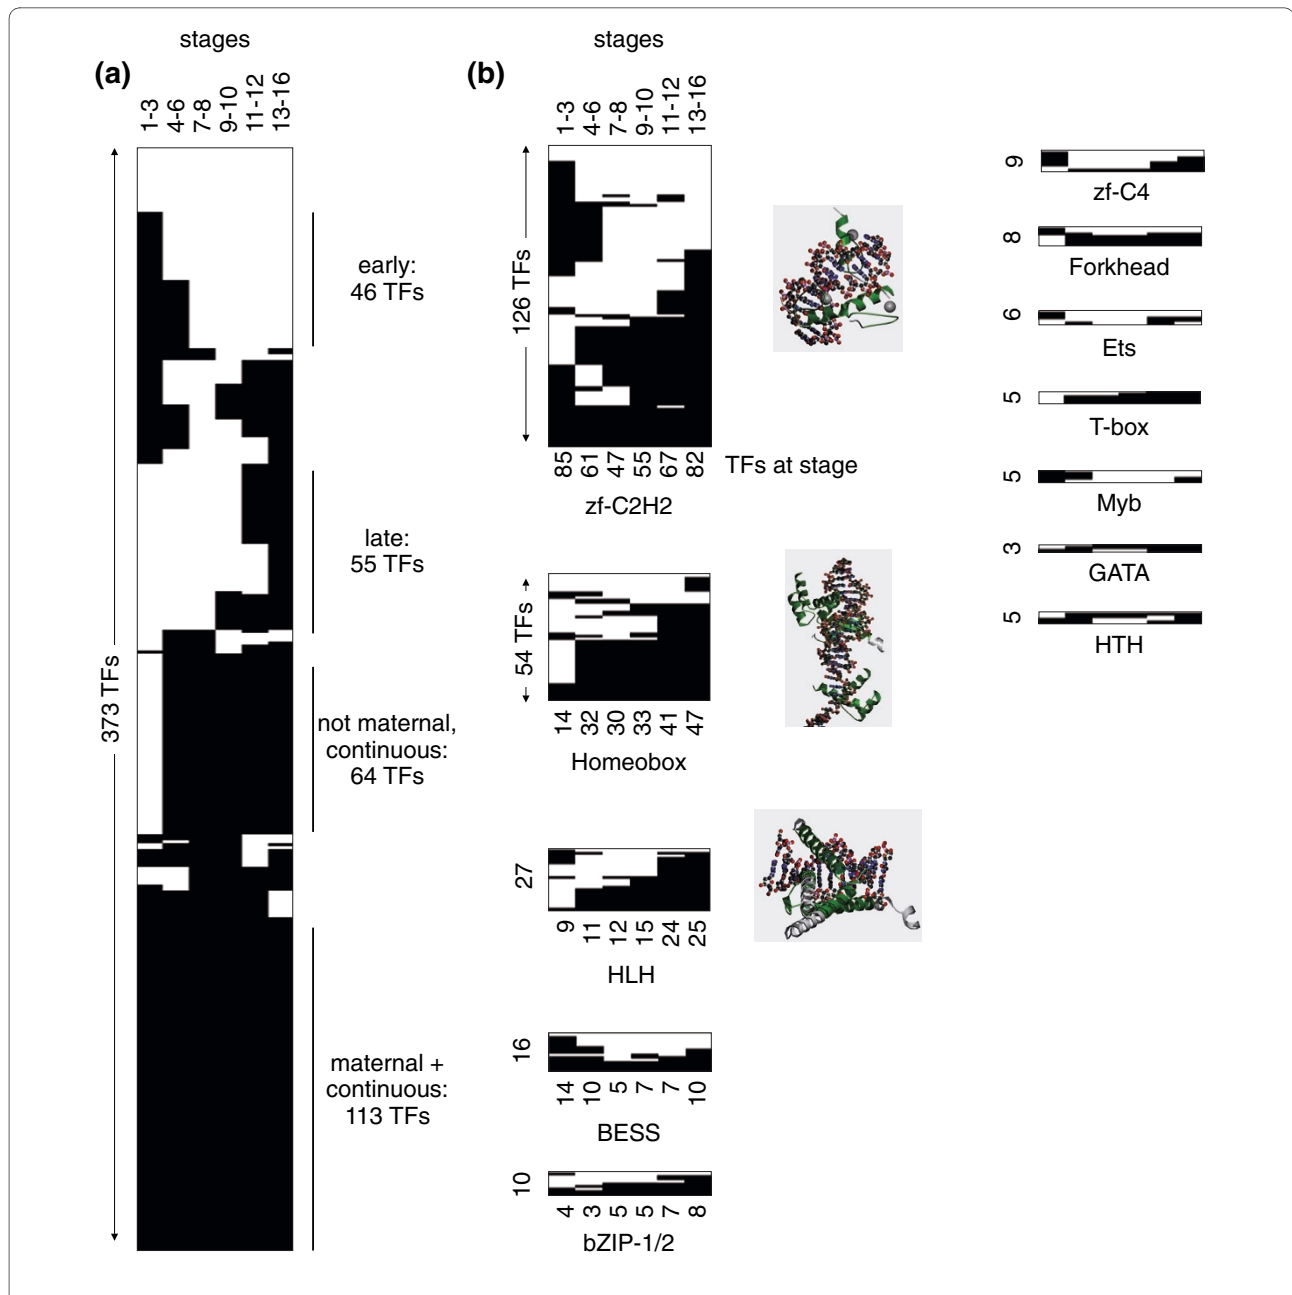 stages
(a)
1-3
4-6
7-8
9-10
11-12
13-16
373 TFs
early:
46 TFs
late:
55 TFs
not maternal,
continuous:
64 TFs
maternal +
continuous:
113 TFs
stages
(b)
1-3
4-6
7-8
9-10
11-12
13-16
126 TFs
85 61 47 55 67 82 TFs at stage
zf-C2H2
54 TFs
14 32 30 33 41 47
Homeobox
27
9 11 12 15 24 25
HLH
16
14 10 5 7 7 10
BESS
10
4 3 5 5 7 8
bZIP-1/2
9
zf-C4
8
Forkhead
6
Ets
5
T-box
5
Myb
3
GATA
5
HTH